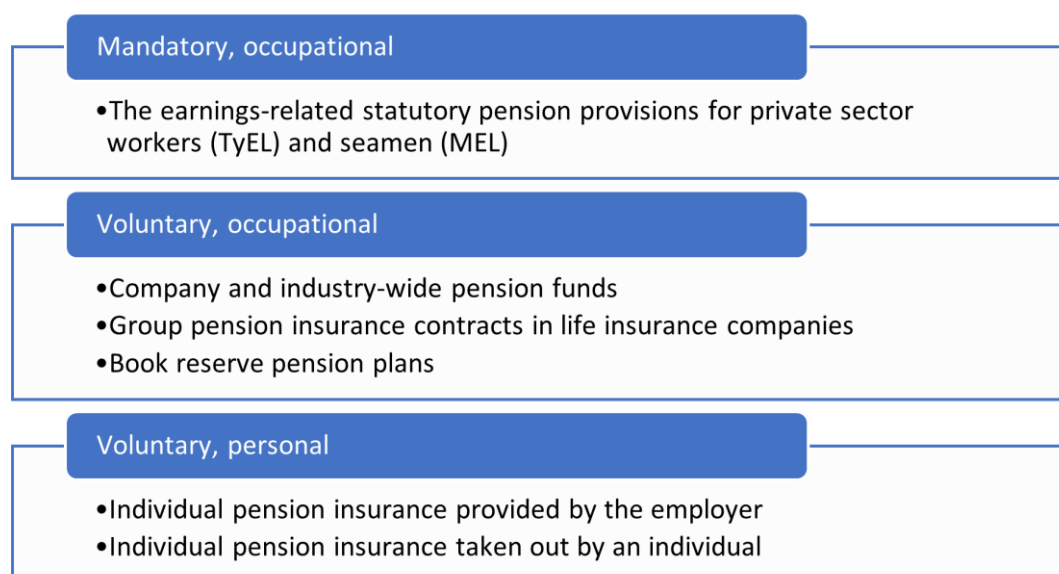 Mandatory, occupational
•The earnings-related statutory pension provisions for private sector
workers (TyEL) and seamen (MEL)
Voluntary, occupational
•Company and industry-wide pension funds
•Group pension insurance contracts in life insurance companies
•Book reserve pension plans
Voluntary, personal
•Individual pension insurance provided by the employer
•Individual pension insurance taken out by an individual